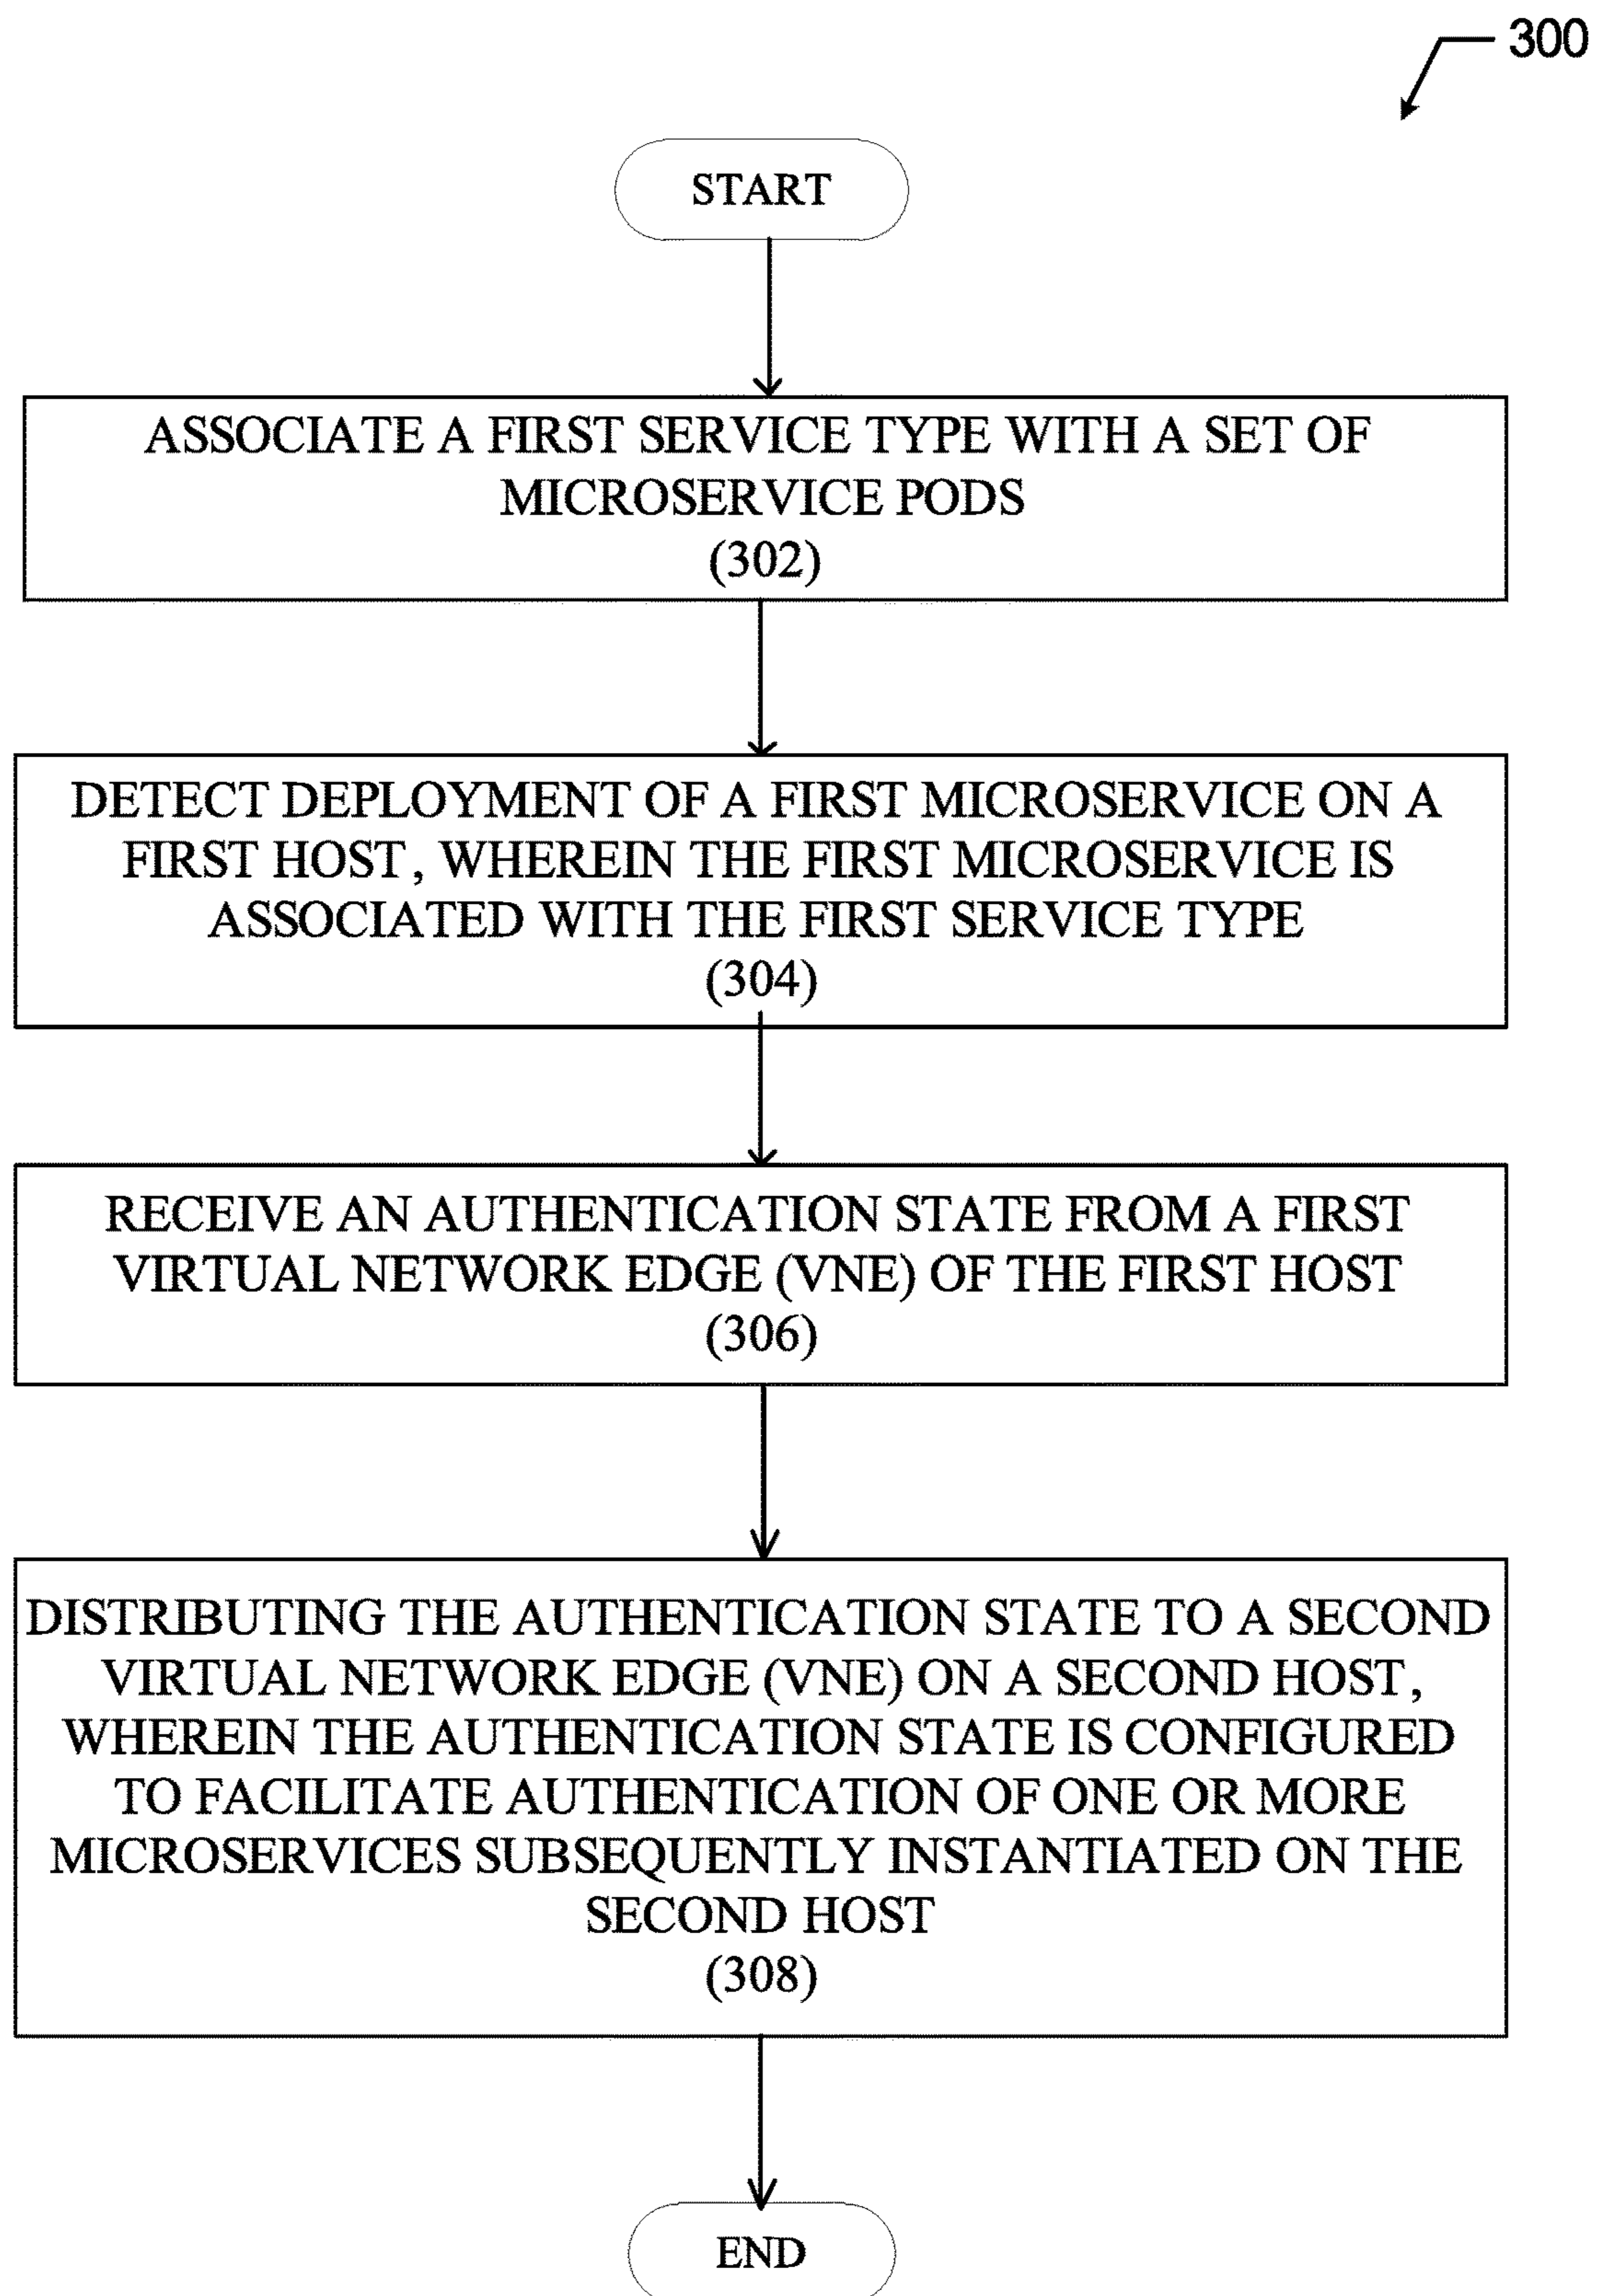 300
START
ASSOCIATE A FIRST SERVICE TYPE WITH A SET OF
MICROSERVICE PODS
(302)
DETECT DEPLOYMENT OF A FIRST MICROSERVICE ON A
FIRST HOST, WHEREIN THE FIRST MICROSERVICE IS
ASSOCIATED WITH THE FIRST SERVICE TYPE
(304)
RECEIVE AN AUTHENTICATION STATE FROM A FIRST
VIRTUAL NETWORK EDGE (VNE) OF THE FIRST HOST
(306)
DISTRIBUTING THE AUTHENTICATION STATE TO A SECOND
VIRTUAL NETWORK EDGE (VNE) ON A SECOND HOST,
WHEREIN THE AUTHENTICATION STATE IS CONFIGURED
TO FACILITATE AUTHENTICATION OF ONE OR MORE
MICROSERVICES SUBSEQUENTLY INSTANTIATED ON THE
SECOND HOST
(308)
END